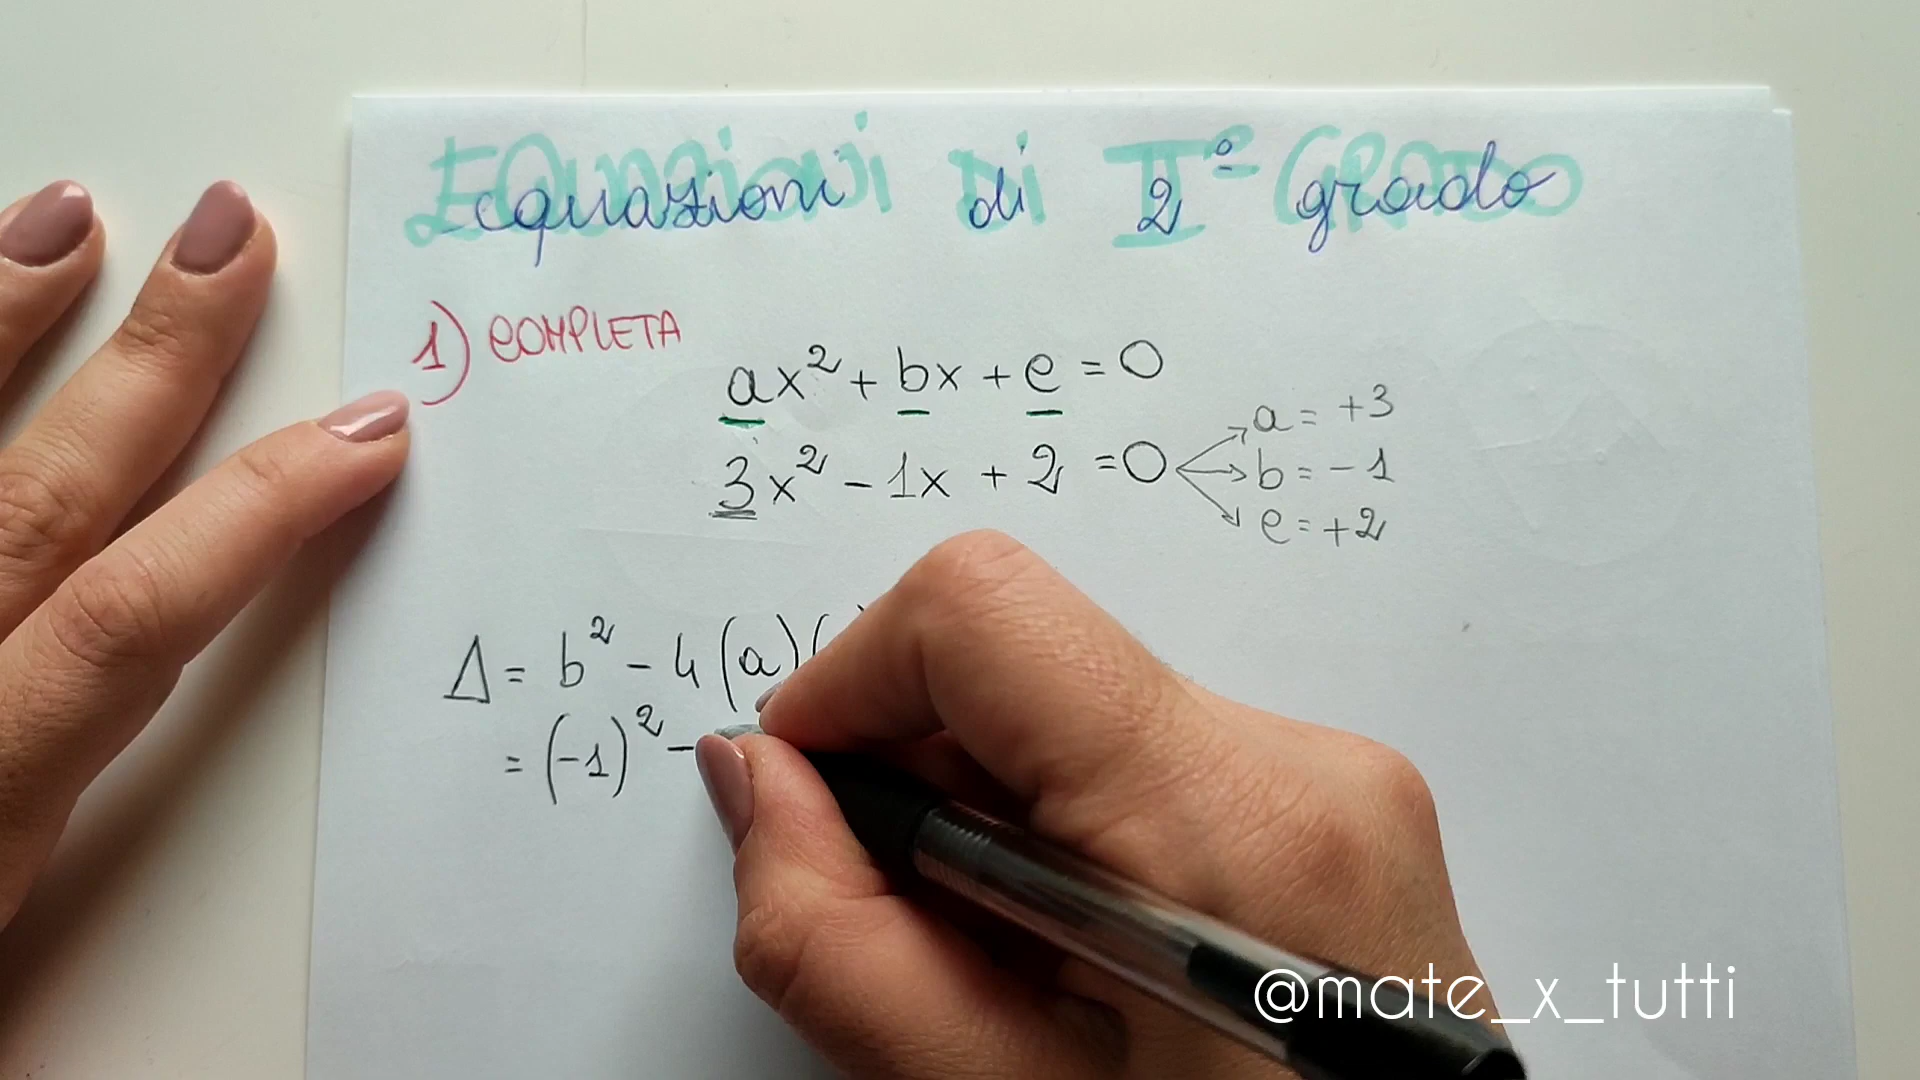 Equazioni di 2° grado
1) COMPLETA
ax² + bx + c = 0
3x² - 1x + 2 = 0
a = +3
b = -1
c = +2
Δ = b² - 4 (a) (
= (-1)² -
@mate_x_tutti